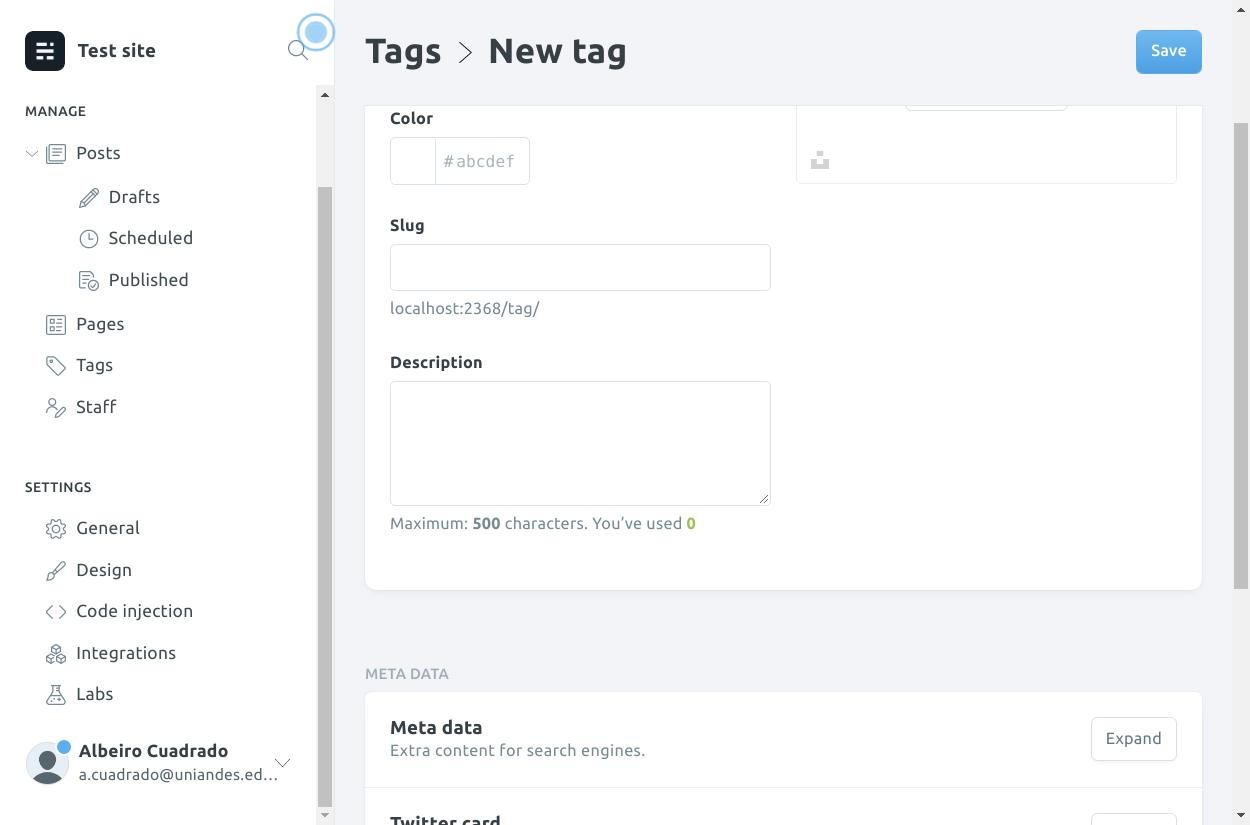 Test site
MANAGE
Posts
Drafts
Scheduled
Published
Pages
Tags
Staff
SETTINGS
General
Design
Code injection
Integrations
Labs
Albeiro Cuadrado
a.cuadrado@uniandes.ed...
Tags > New tag
Save
Color
#abcdef
Slug
localhost:2368/tag/
Description
Maximum: 500 characters. You’ve used 0
META DATA
Meta data
Extra content for search engines.
Expand
Twitter card